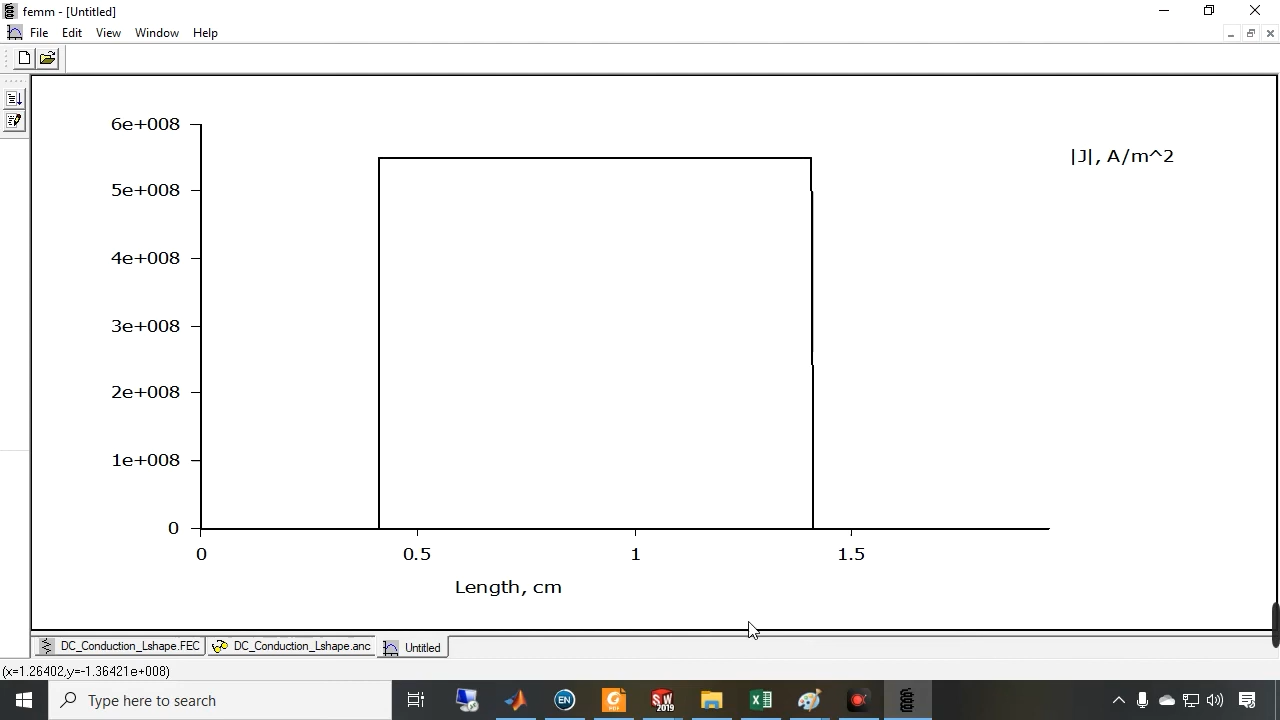 femm - [Untitled]
File Edit View Window Help
6e+008
|J|, A/m^2
5e+008
4e+008
3e+008
2e+008
1e+008
0
0 0.5 1 1.5
Length, cm
DC_Conduction_Lshape.FEC DC_Conduction_Lshape.anc Untitled
(x=1.26402,y=-1.36421e+008)
Type here to search EN SW 2019